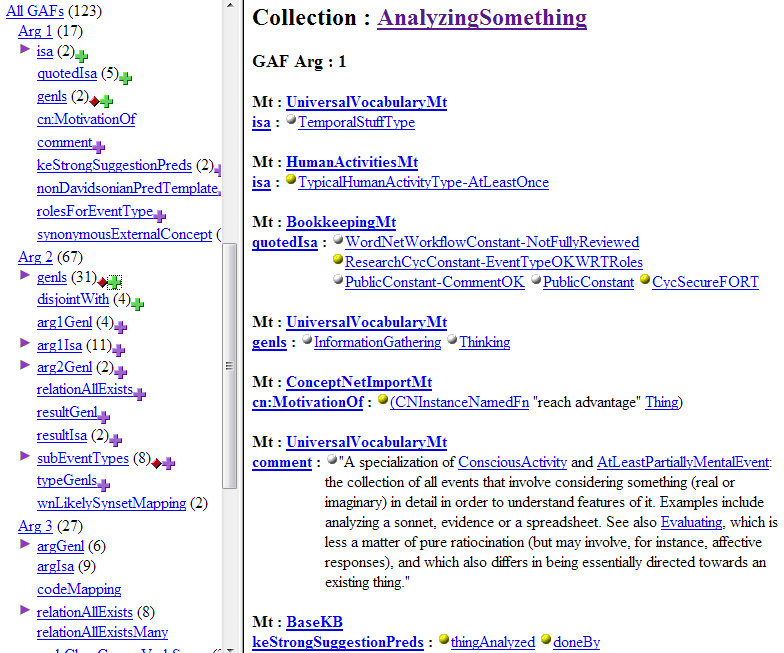 All GAFs (123)
Arg 1 (17)
isa (2)
quotedIsa (5)
genls (2)
cn:MotivationOf
comment
keStrongSuggestionPreds (2)
nonDavidsonianPredTemplate
rolesForEventType
synonymousExternalConcept (
Arg 2 (67)
genls (31)
disjointWith (4)
arg1Genl (4)
arg1Isa (11)
arg2Genl (2)
relationAllExists
resultGenl
resultIsa (2)
subEventTypes (8)
typeGenls
wnLikelySynsetMapping (2)
Arg 3 (27)
argGenl (6)
argIsa (9)
codeMapping
relationAllExists (8)
relationAllExistsMany
Collection : AnalyzingSomething
GAF Arg : 1
Mt : UniversalVocabularyMt
isa : TemporalStuffType
Mt : HumanActivitiesMt
isa : TypicalHumanActivityType-AtLeastOnce
Mt : BookkeepingMt
quotedIsa : WordNetWorkflowConstant-NotFullyReviewed
ResearchCycConstant-EventTypeOKWRTRoles
PublicConstant-CommentOK PublicConstant CycSecureFORT
Mt : UniversalVocabularyMt
genls : InformationGathering Thinking
Mt : ConceptNetImportMt
cn:MotivationOf : (CNInstanceNamedFn "reach advantage" Thing)
Mt : UniversalVocabularyMt
comment : "A specialization of ConsciousActivity and AtLeastPartiallyMentalEvent:
the collection of all events that involve considering something (real or
imaginary) in detail in order to understand features of it. Examples include
analyzing a sonnet, evidence or a spreadsheet. See also Evaluating, which is
less a matter of pure ratiocination (but may involve, for instance, affective
responses), and which also differs in being essentially directed towards an
existing thing."
Mt : BaseKB
keStrongSuggestionPreds : thingAnalyzed doneBy